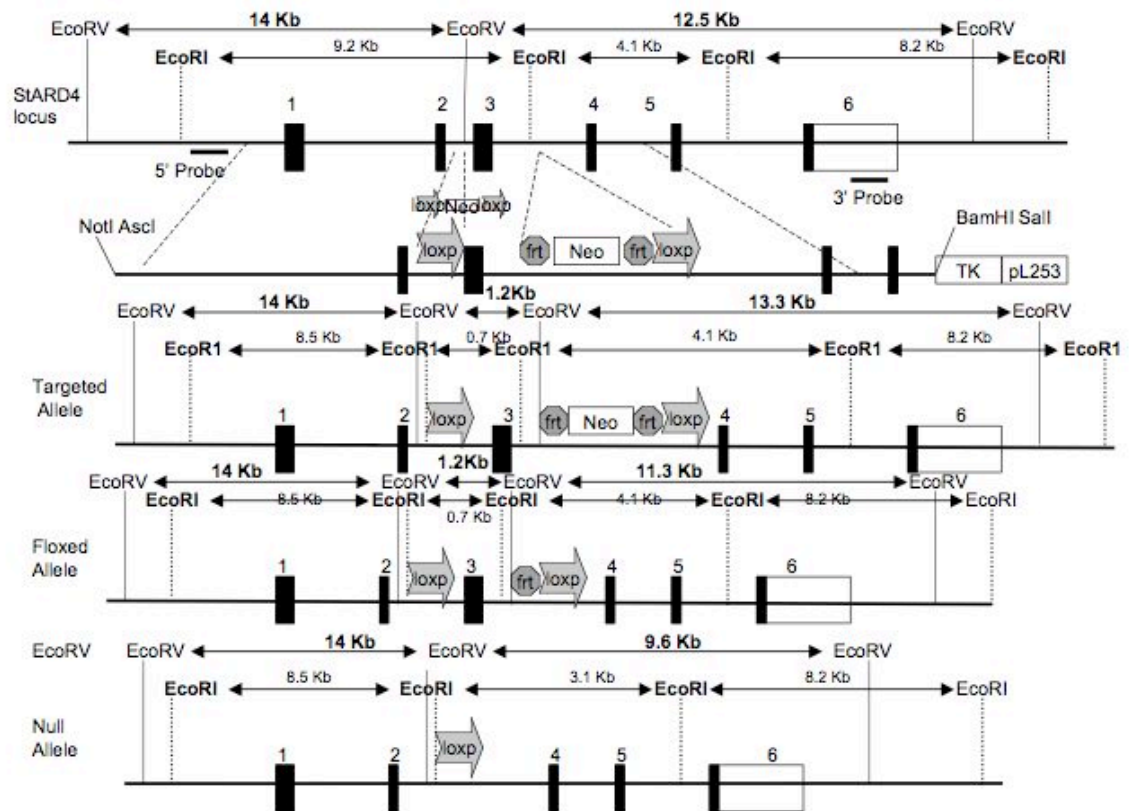 14 Kb 12.5 Kb
EcoRV EcoRV EcoRV
9.2 Kb 4.1 Kb 8.2 Kb
EcoRI EcoRI EcoRI EcoRI
StARD4
locus
1 2 3 4 5 6
5' Probe 3' Probe
loxp Neo loxp
NotI AscI BamHI SalI
loxp frt Neo frt loxp
TK pL253
14 Kb 1.2Kb 13.3 Kb
EcoRV EcoRV EcoRV EcoRV
8.5 Kb 0.7 Kb 4.1 Kb 8.2 Kb
EcoR1 EcoR1 EcoR1 EcoR1 EcoR1
Targeted
Allele
1 2 3 4 5 6
loxp frt Neo frt loxp
14 Kb 1.2Kb 11.3 Kb
EcoRV EcoRV EcoRV EcoRV
EcoRI EcoRI EcoRI EcoRI EcoRI
8.5 Kb 0.7 Kb 4.1 Kb 8.2 Kb
Floxed
Allele
1 2 3 4 5 6
loxp frt loxp
14 Kb 9.6 Kb
EcoRV EcoRV EcoRV EcoRV
8.5 Kb 3.1 Kb 8.2 Kb
EcoRI EcoRI EcoRI EcoRI
Null
Allele
loxp
1 2 4 5 6